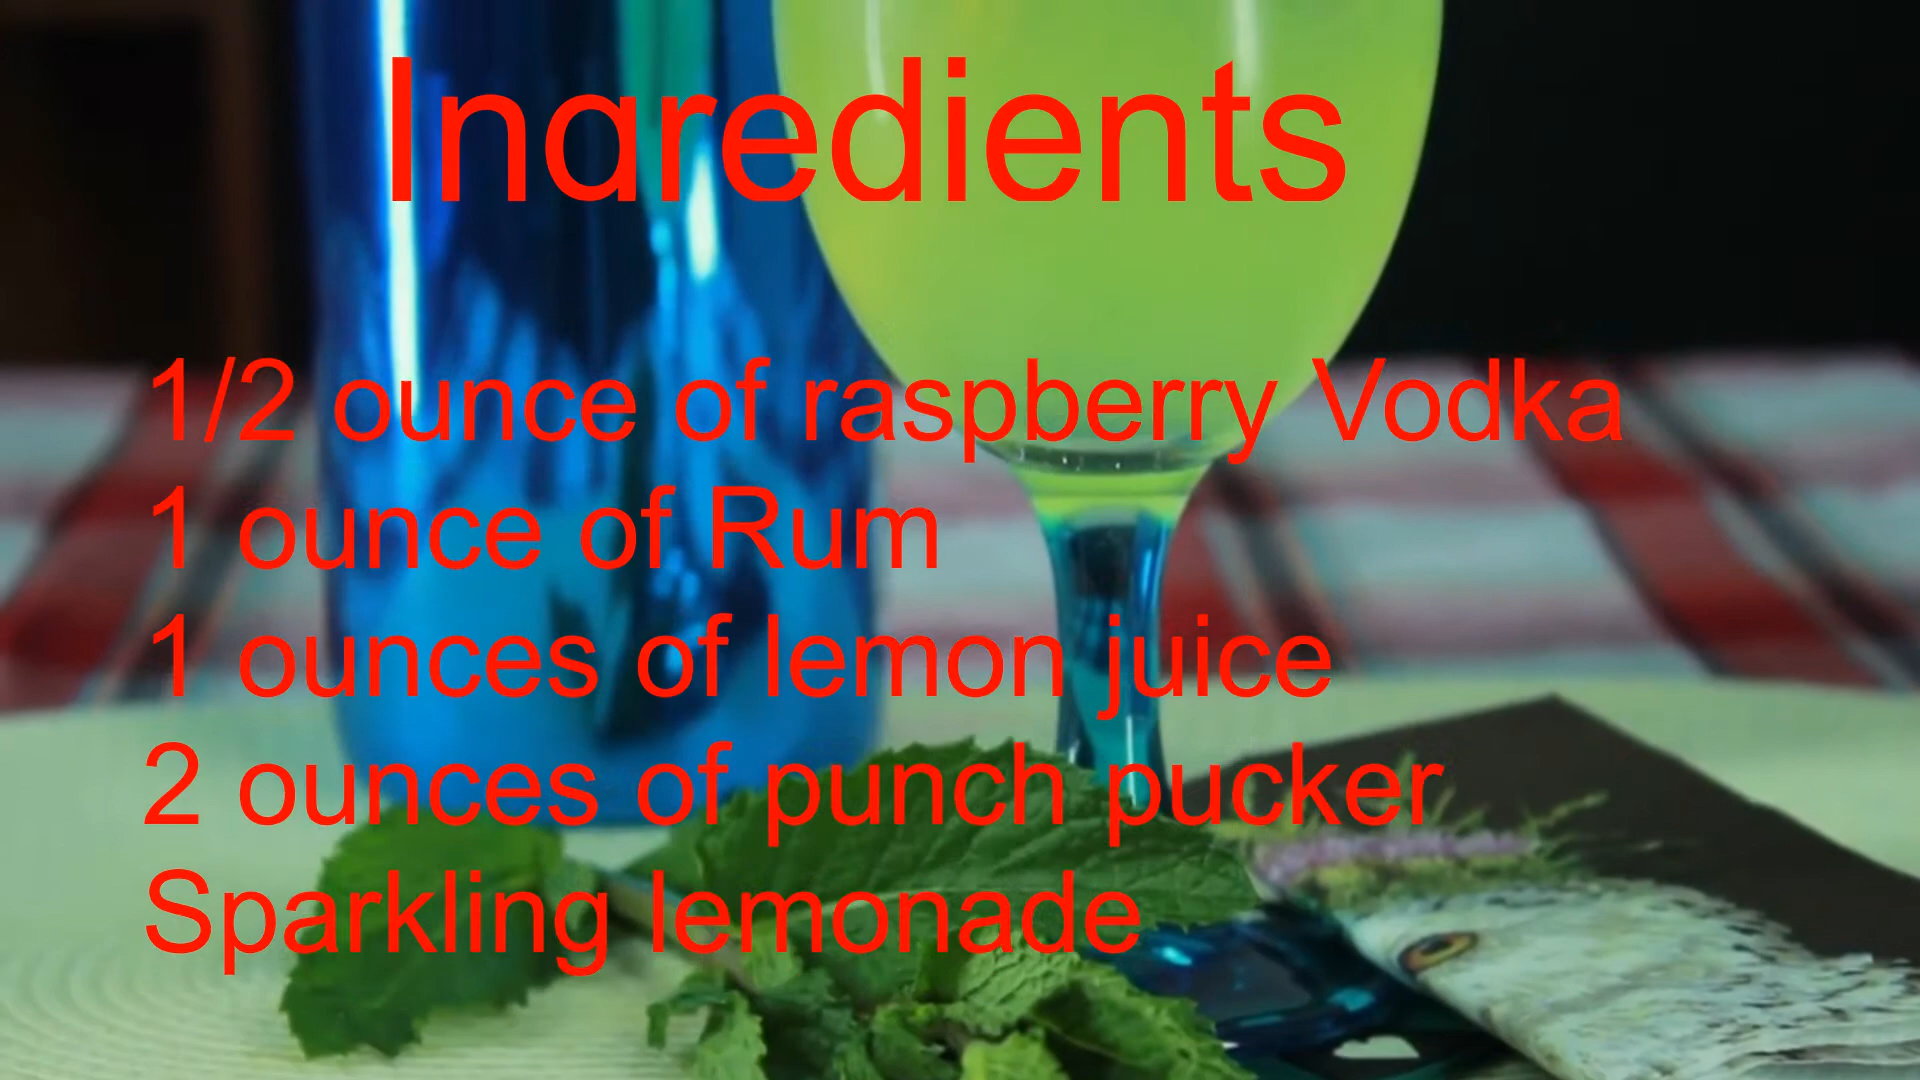 Ingredients
1/2 ounce of raspberry Vodka
1 ounce of Rum
1 ounces of lemon juice
2 ounces of punch pucker
Sparkling lemonade